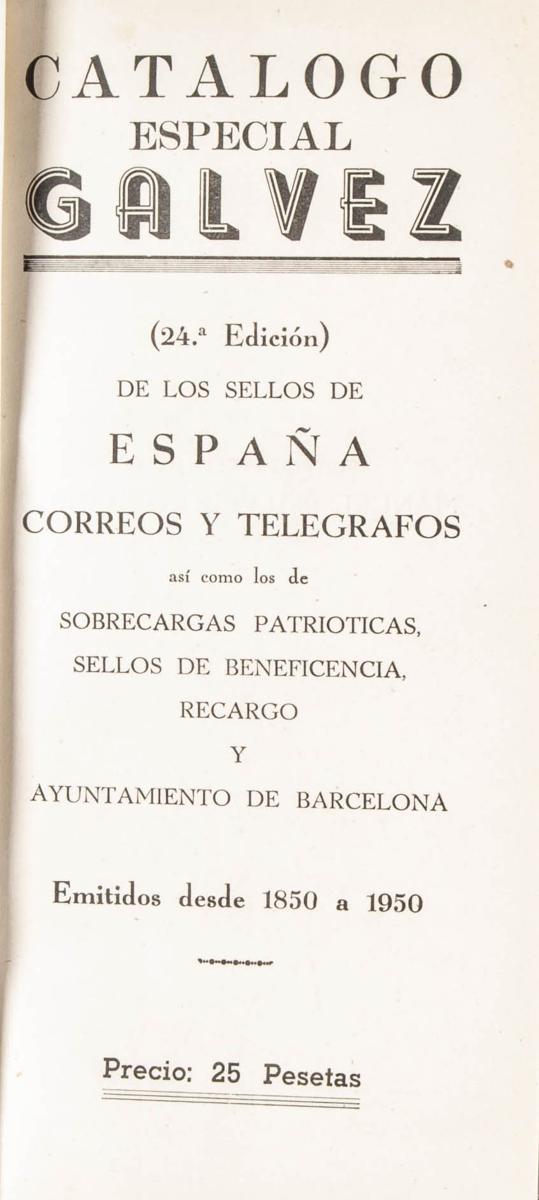 CATALOGO
ESPECIAL
GALVEZ
(24.ª Edición)
DE LOS SELLOS DE
ESPAÑA
CORREOS Y TELEGRAFOS
así como los de
SOBRECARGAS PATRIOTICAS,
SELLOS DE BENEFICENCIA,
RECARGO
Y
AYUNTAMIENTO DE BARCELONA
Emitidos desde 1850 a 1950
Precio: 25 Pesetas